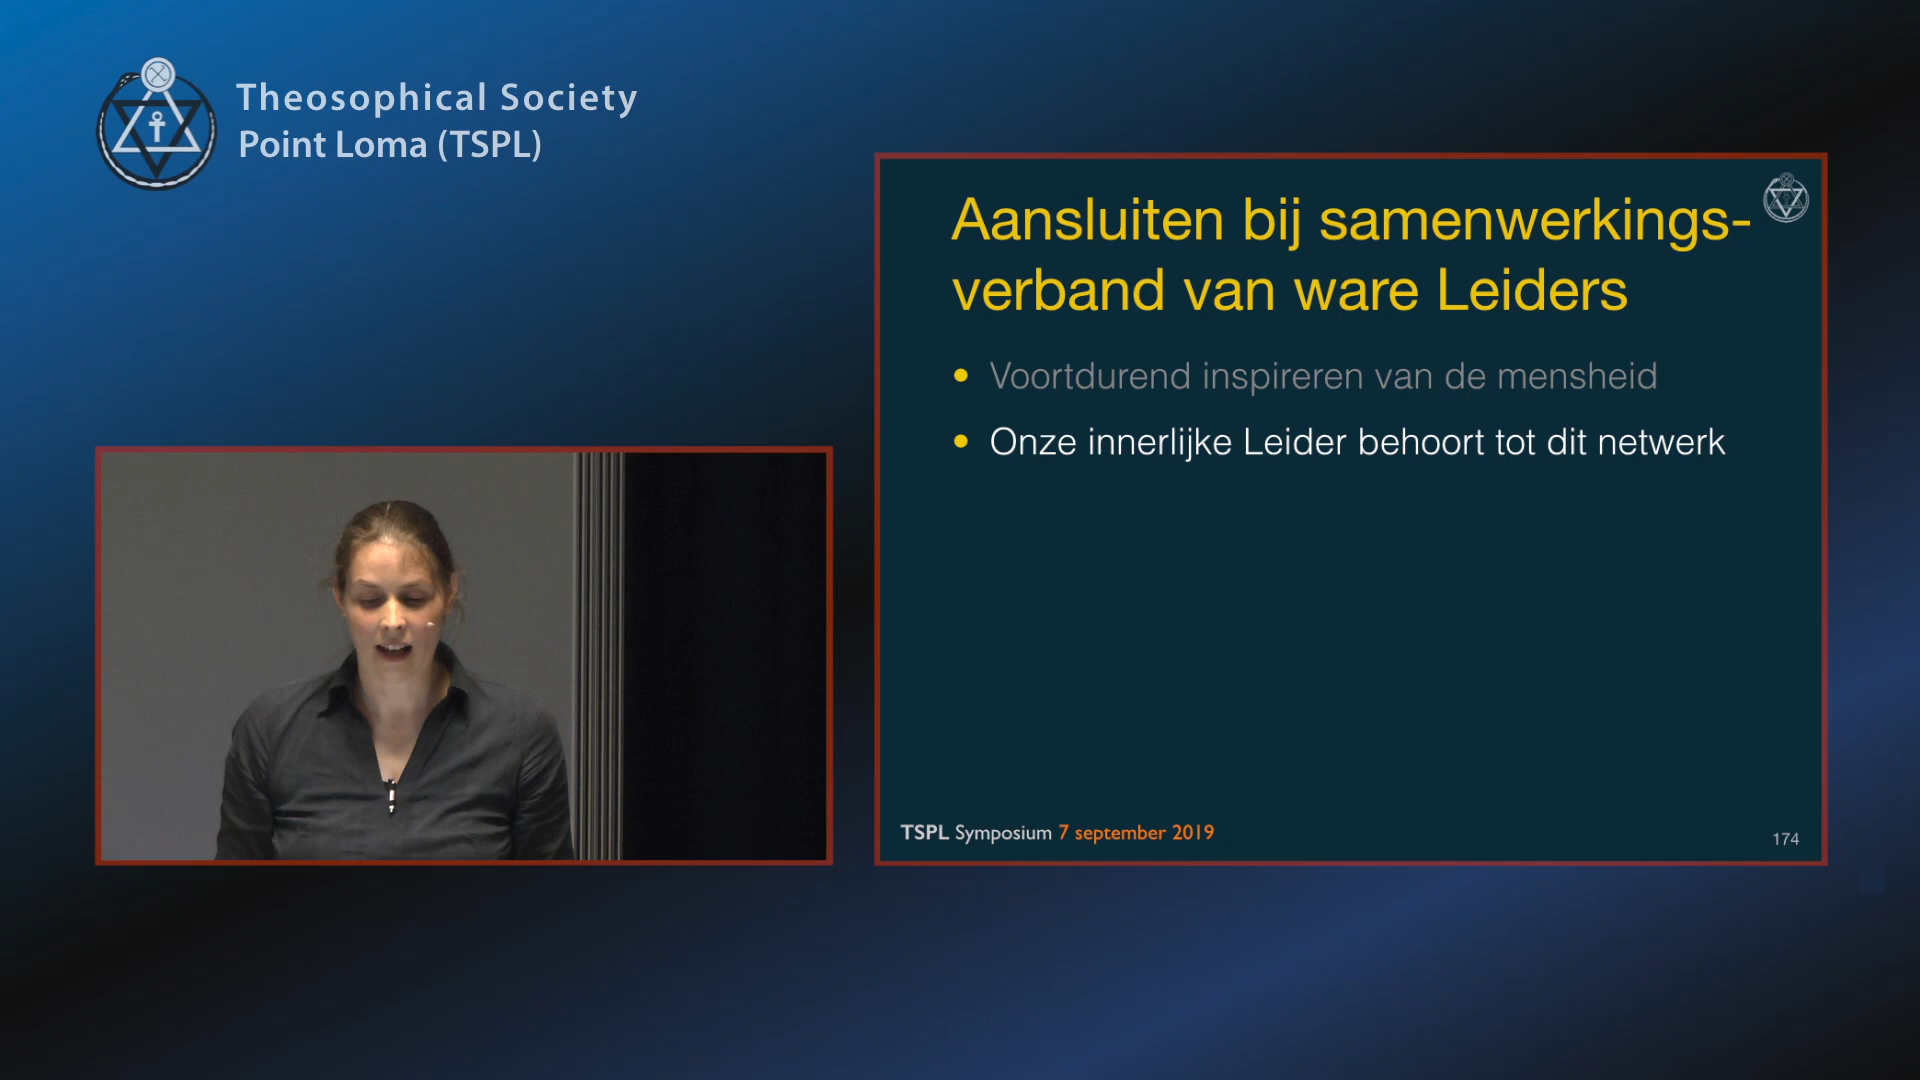 Theosophical Society
Point Loma (TSPL)
Aansluiten bij samenwerkings-
verband van ware Leiders
• Voortdurend inspireren van de mensheid
• Onze innerlijke Leider behoort tot dit netwerk
TSPL Symposium 7 september 2019
174